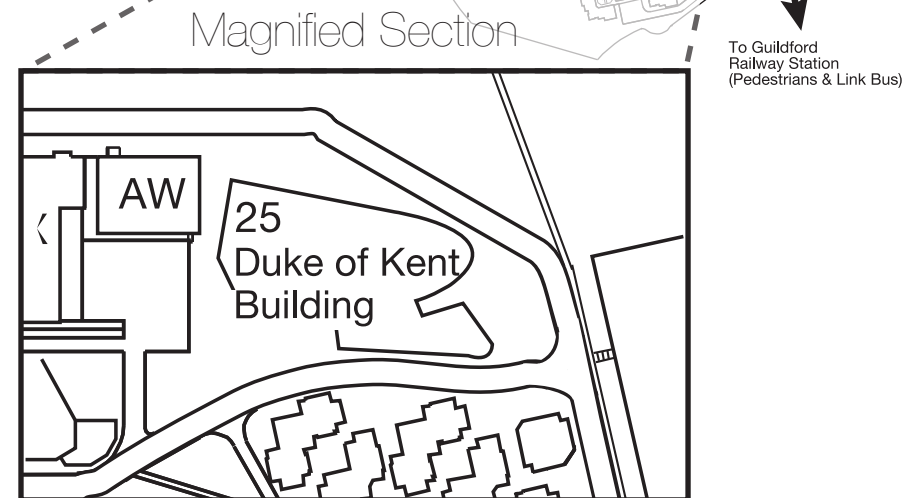 Magnified Section
To Guildford
Railway Station
(Pedestrians & Link Bus)
AW
25
Duke of Kent
Building